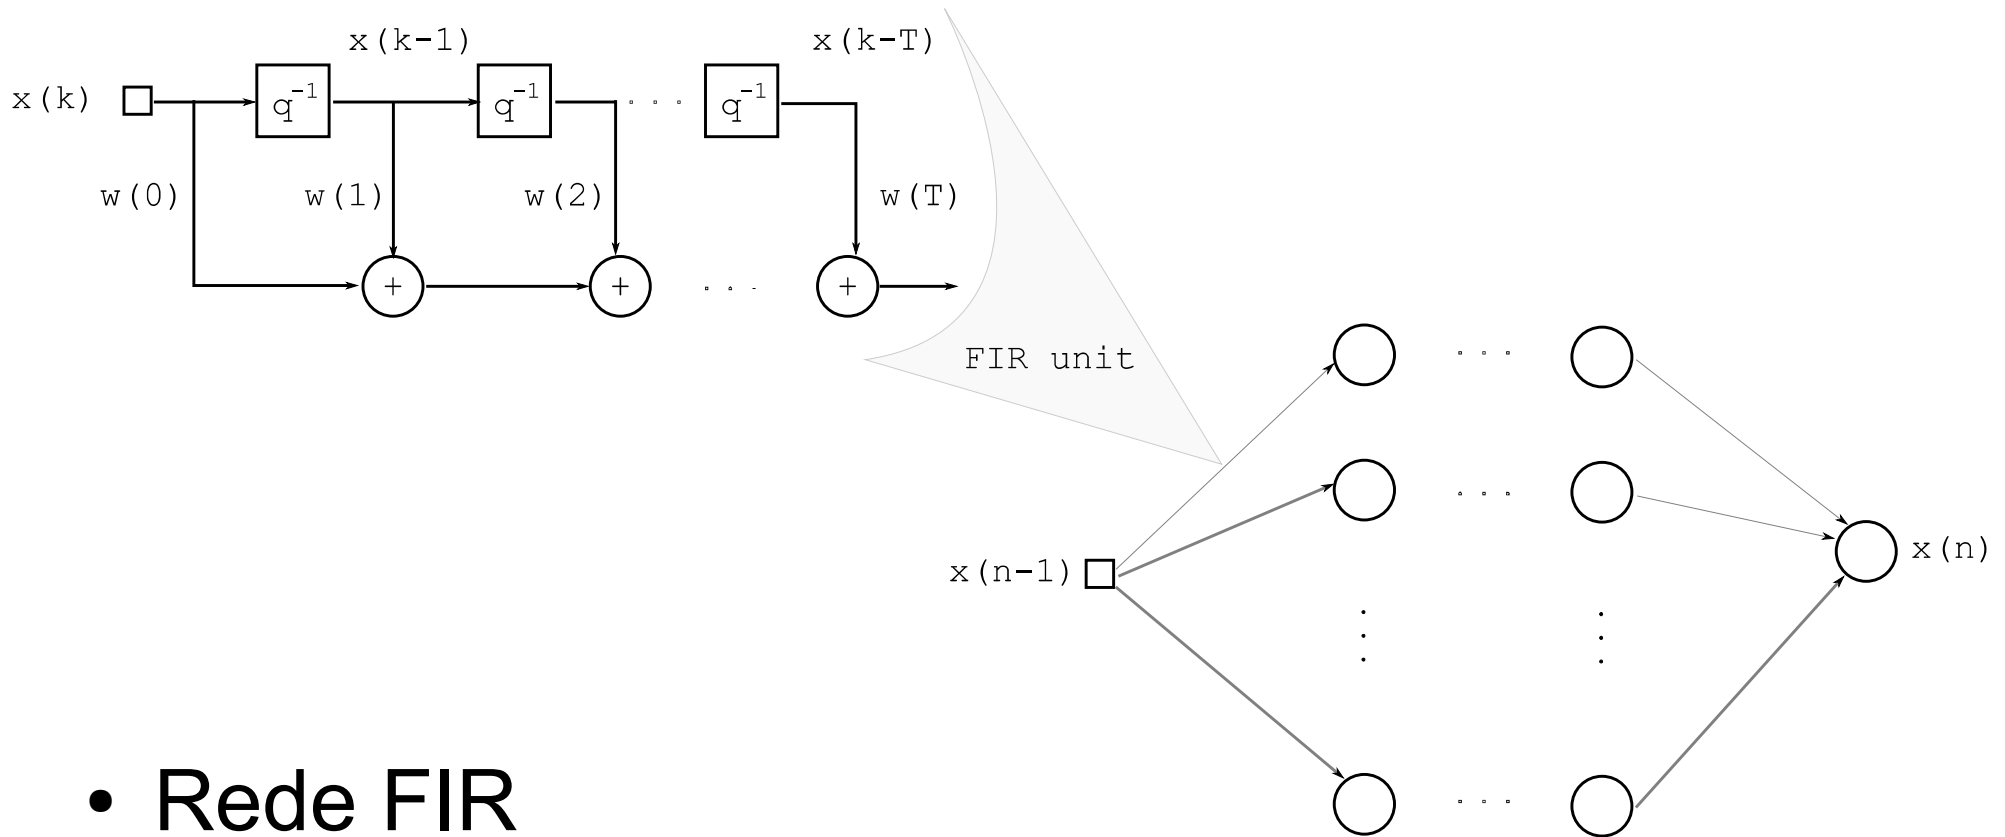 x(k-1)
x(k-T)
x(k)
q^-1
q^-1
. . .
q^-1
w(0)
w(1)
w(2)
w(T)
+
+
. . .
+
FIR unit
. . .
. . .
x(n-1)
x(n)
. . .
• Rede FIR